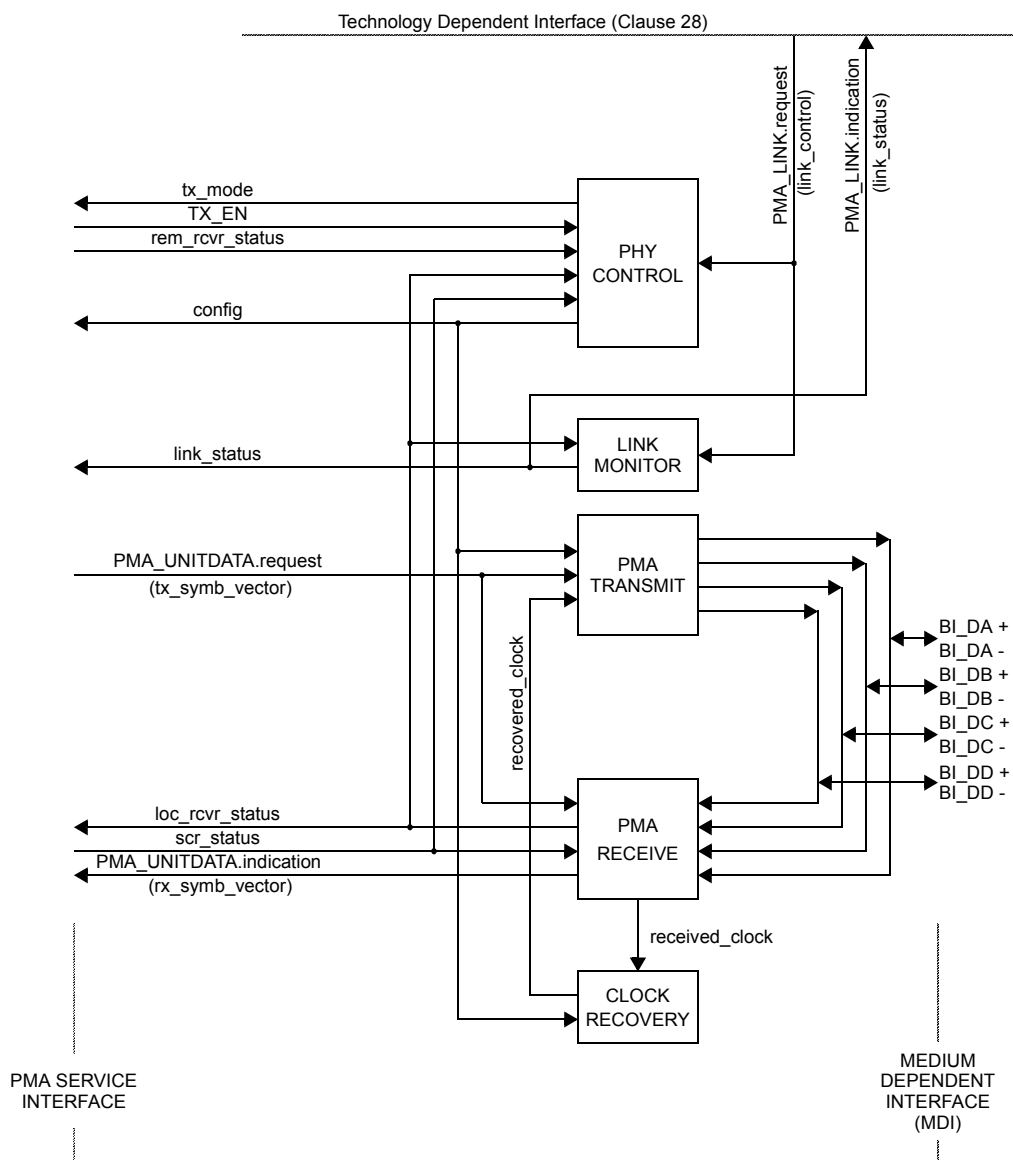 Technology Dependent Interface (Clause 28)
PMA_LINK.request
(link_control)
PMA_LINK.indication
(link_status)
tx_mode
TX_EN
rem_rcvr_status
PHY
CONTROL
config
LINK
MONITOR
link_status
PMA_UNITDATA.request
(tx_symb_vector)
PMA
TRANSMIT
recovered_clock
BI_DA +
BI_DA -
BI_DB +
BI_DB -
BI_DC +
BI_DC -
BI_DD +
BI_DD -
loc_rcvr_status
scr_status
PMA_UNITDATA.indication
(rx_symb_vector)
PMA
RECEIVE
received_clock
CLOCK
RECOVERY
PMA SERVICE
INTERFACE
MEDIUM
DEPENDENT
INTERFACE
(MDI)